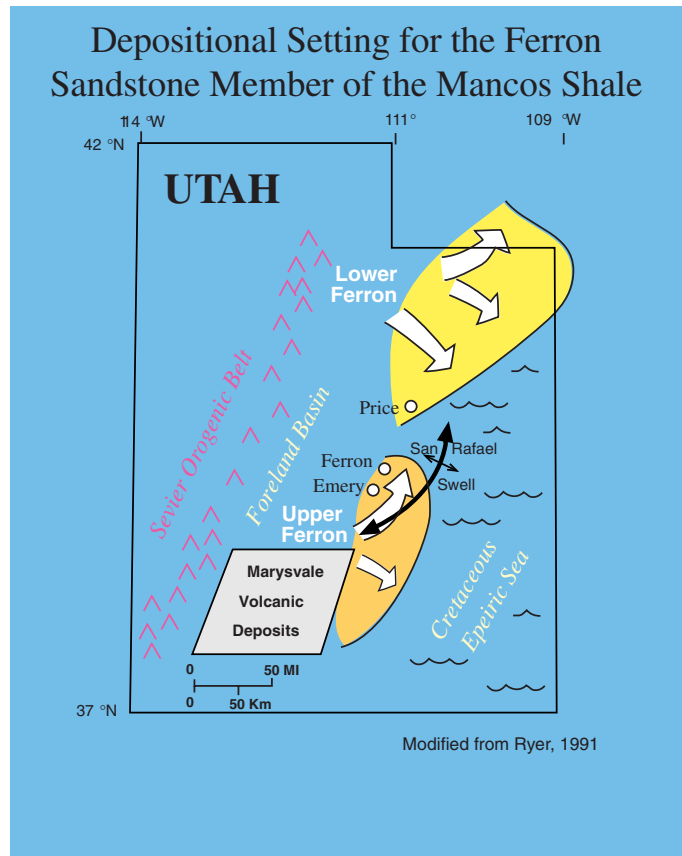 Depositional Setting for the Ferron
Sandstone Member of the Mancos Shale
114 °W
111°
109 °W
42 °N
UTAH
Lower
Ferron
Sevier Orogenic Belt
Foreland Basin
Price
San Rafael
Swell
Ferron
Emery
Upper
Ferron
Marysvale
Volcanic
Deposits
Cretaceous
Epeiric Sea
0 50 MI
0 50 Km
37 °N
Modified from Ryer, 1991